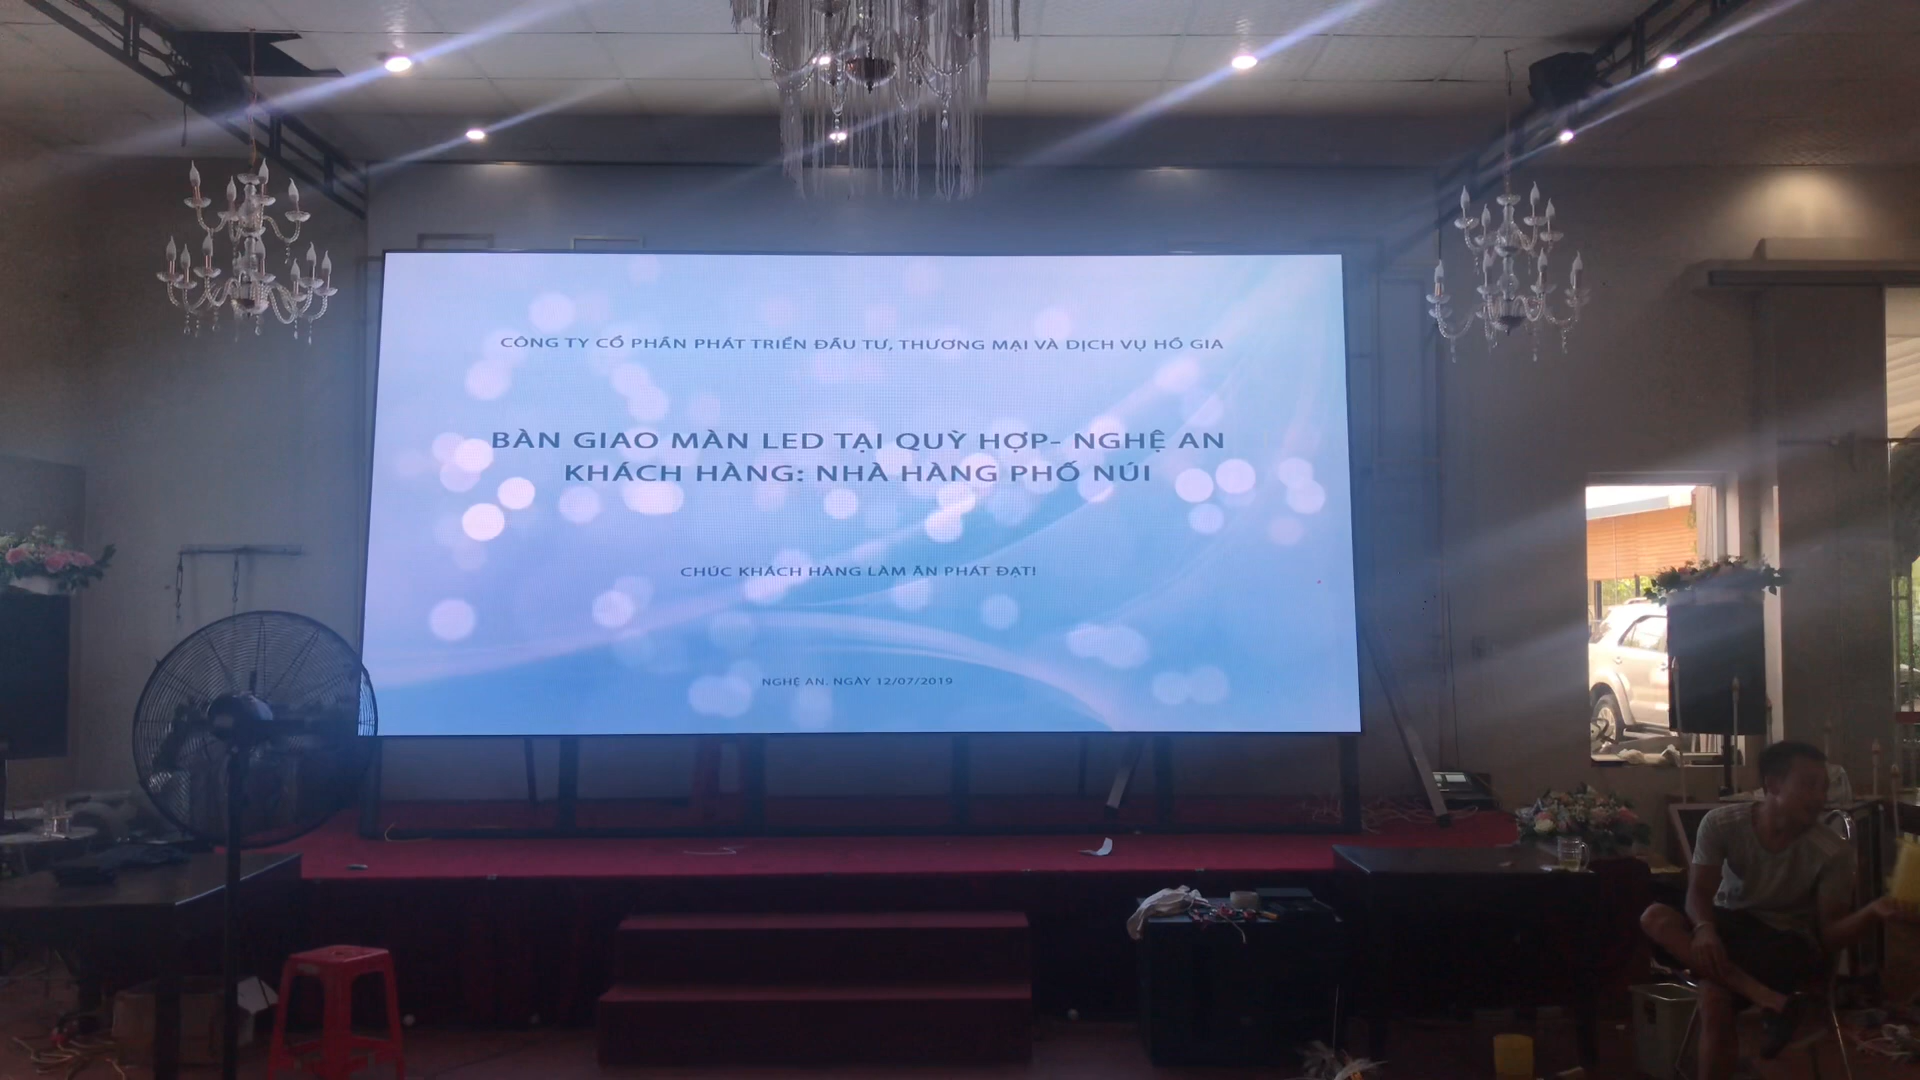 CÔNG TY CỔ PHẦN PHÁT TRIỂN ĐẦU TƯ, THƯƠNG MẠI VÀ DỊCH VỤ HỒ GIA
BÀN GIAO MÀN LED TẠI QUỲ HỢP- NGHỆ AN
KHÁCH HÀNG: NHÀ HÀNG PHỐ NÚI
CHÚC KHÁCH HÀNG LÀM ĂN PHÁT ĐẠT!
NGHỆ AN. NGÀY 12/07/2019